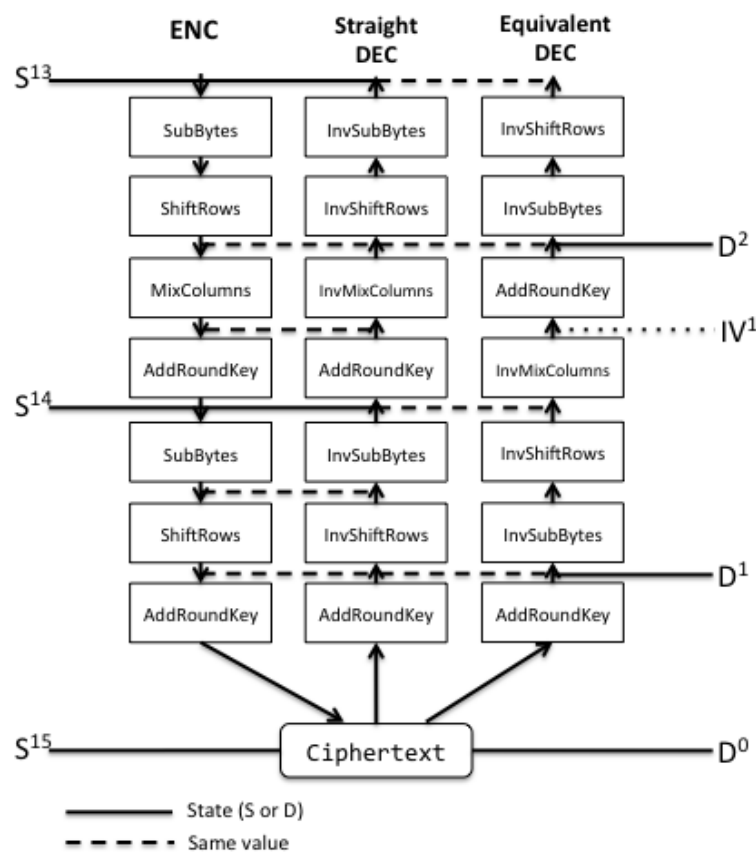 ENC Straight DEC Equivalent DEC
S13
SubBytes InvSubBytes InvShiftRows
ShiftRows InvShiftRows InvSubBytes
D2
MixColumns InvMixColumns AddRoundKey
IV1
AddRoundKey AddRoundKey InvMixColumns
S14
SubBytes InvSubBytes InvShiftRows
ShiftRows InvShiftRows InvSubBytes
D1
AddRoundKey AddRoundKey AddRoundKey
S15 Ciphertext D0
State (S or D)
Same value